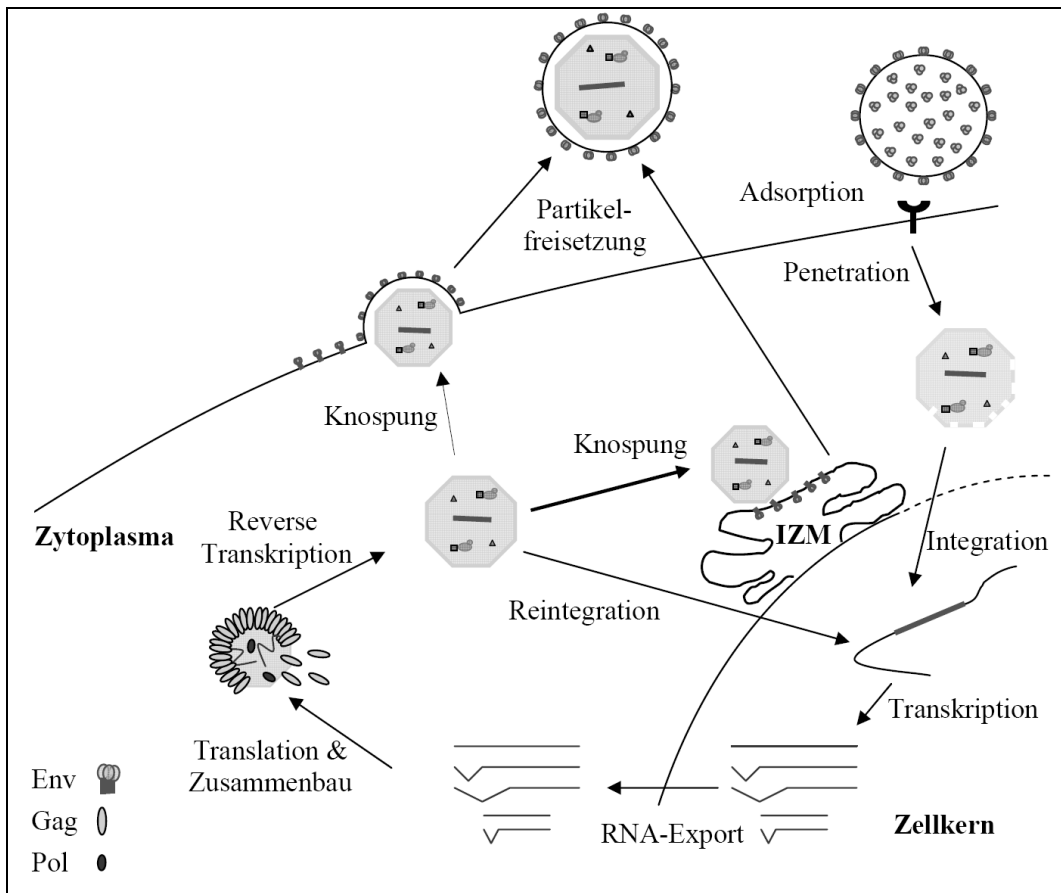 Adsorption
Partikel-
freisetzung
Penetration
Knospung
Knospung
Zytoplasma
Reverse
Transkription
IZM
Integration
Reintegration
Transkription
Translation &
Zusammenbau
RNA-Export
Zellkern
Env
Gag
Pol